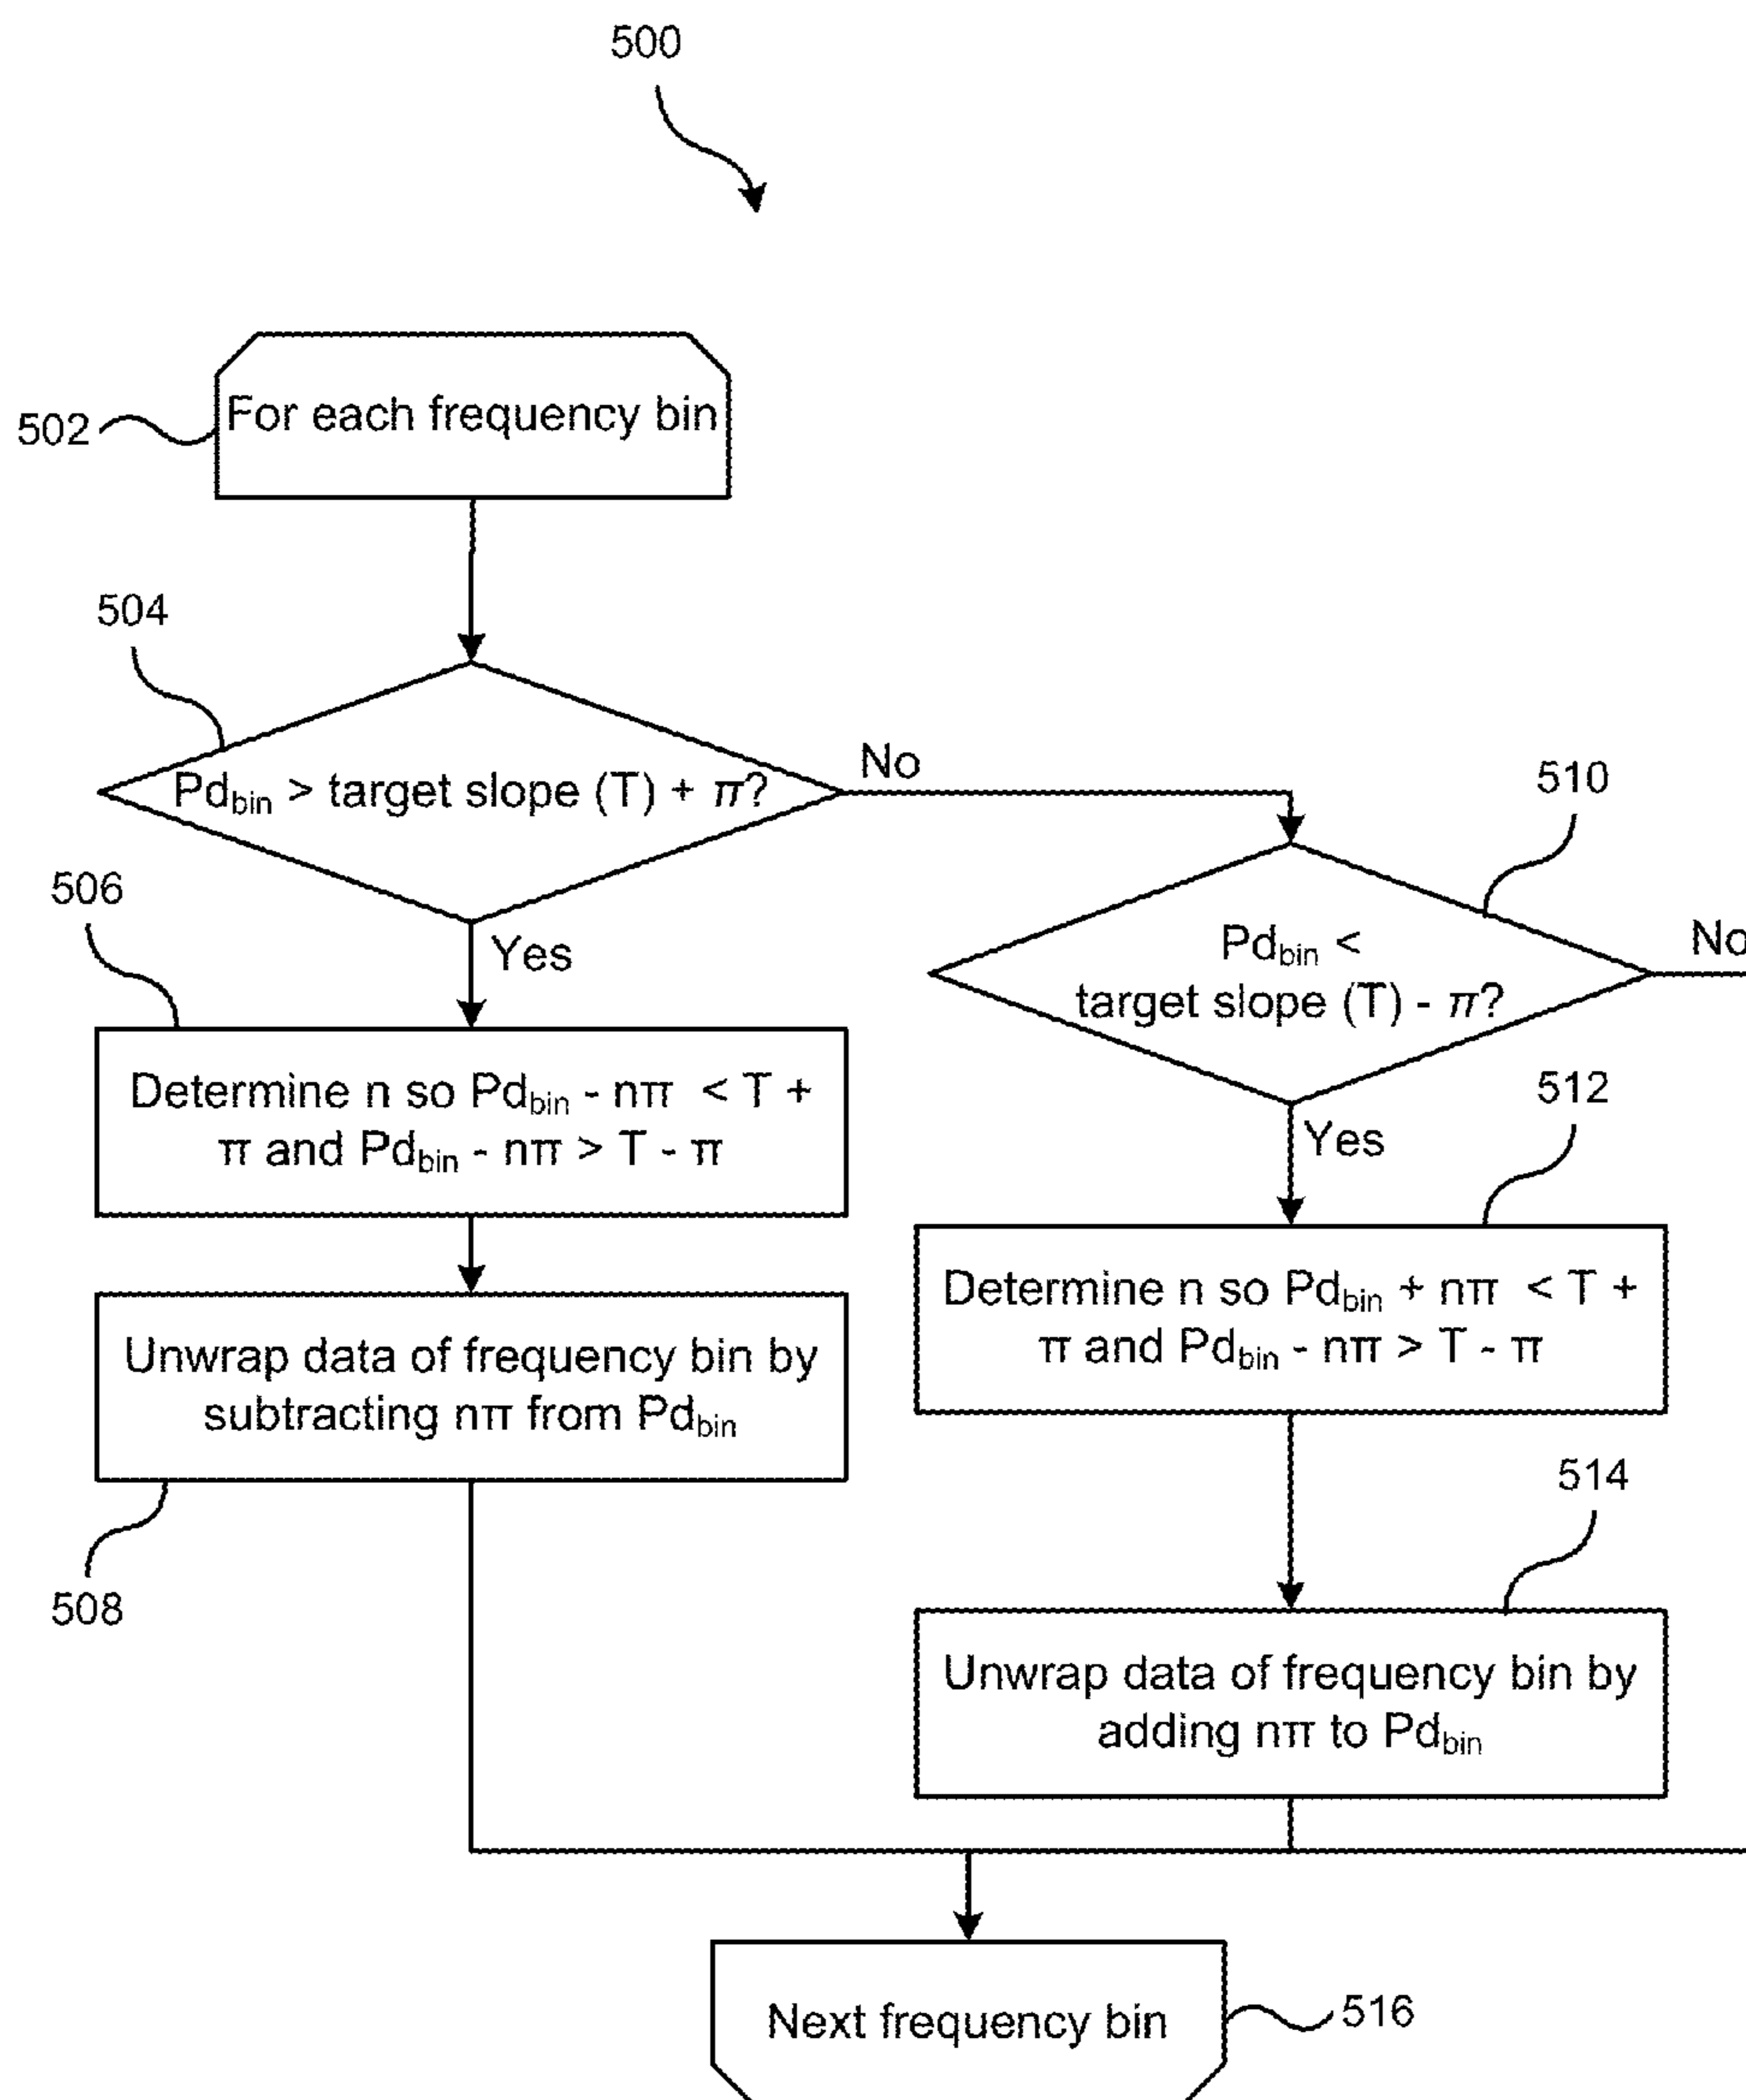 500
502
For each frequency bin
504
Pdbin > target slope (T) + π?
No
510
506
Yes
Pdbin <
target slope (T) - π?
No
Determine n so Pdbin - nπ < T +
π and Pdbin - nπ > T - π
512
Yes
Determine n so Pdbin + nπ < T +
π and Pdbin - nπ > T - π
Unwrap data of frequency bin by
subtracting nπ from Pdbin
508
514
Unwrap data of frequency bin by
adding nπ to Pdbin
Next frequency bin
516